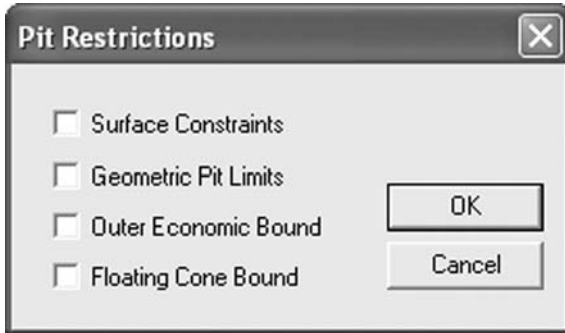 Pit Restrictions
Surface Constraints
Geometric Pit Limits
Outer Economic Bound
Floating Cone Bound
OK
Cancel